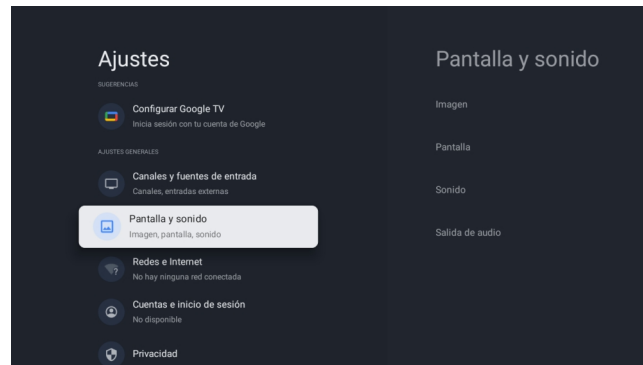 Ajustes
SUGERENCIAS
Configurar Google TV
Inicia sesión con tu cuenta de Google
AJUSTES GENERALES
Canales y fuentes de entrada
Canales, entradas externas
Pantalla y sonido
Imagen, pantalla, sonido
Redes e Internet
No hay ninguna red conectada
Cuentas e inicio de sesión
No disponible
Privacidad
Pantalla y sonido
Imagen
Pantalla
Sonido
Salida de audio